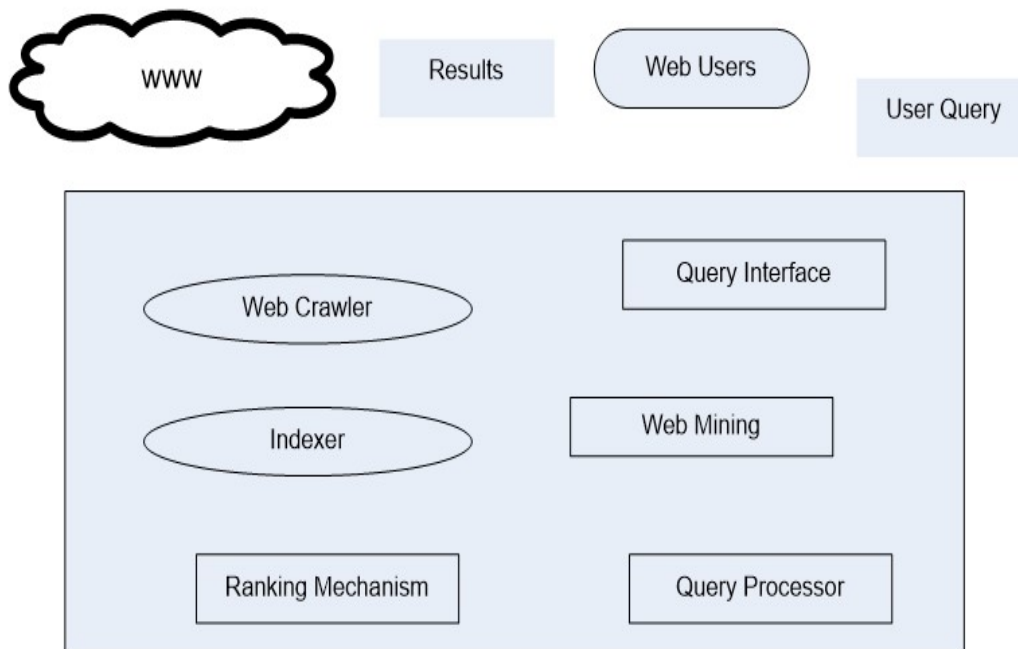 WWW
Results
Web Users
User Query
Query Interface
Web Crawler
Web Mining
Indexer
Ranking Mechanism
Query Processor